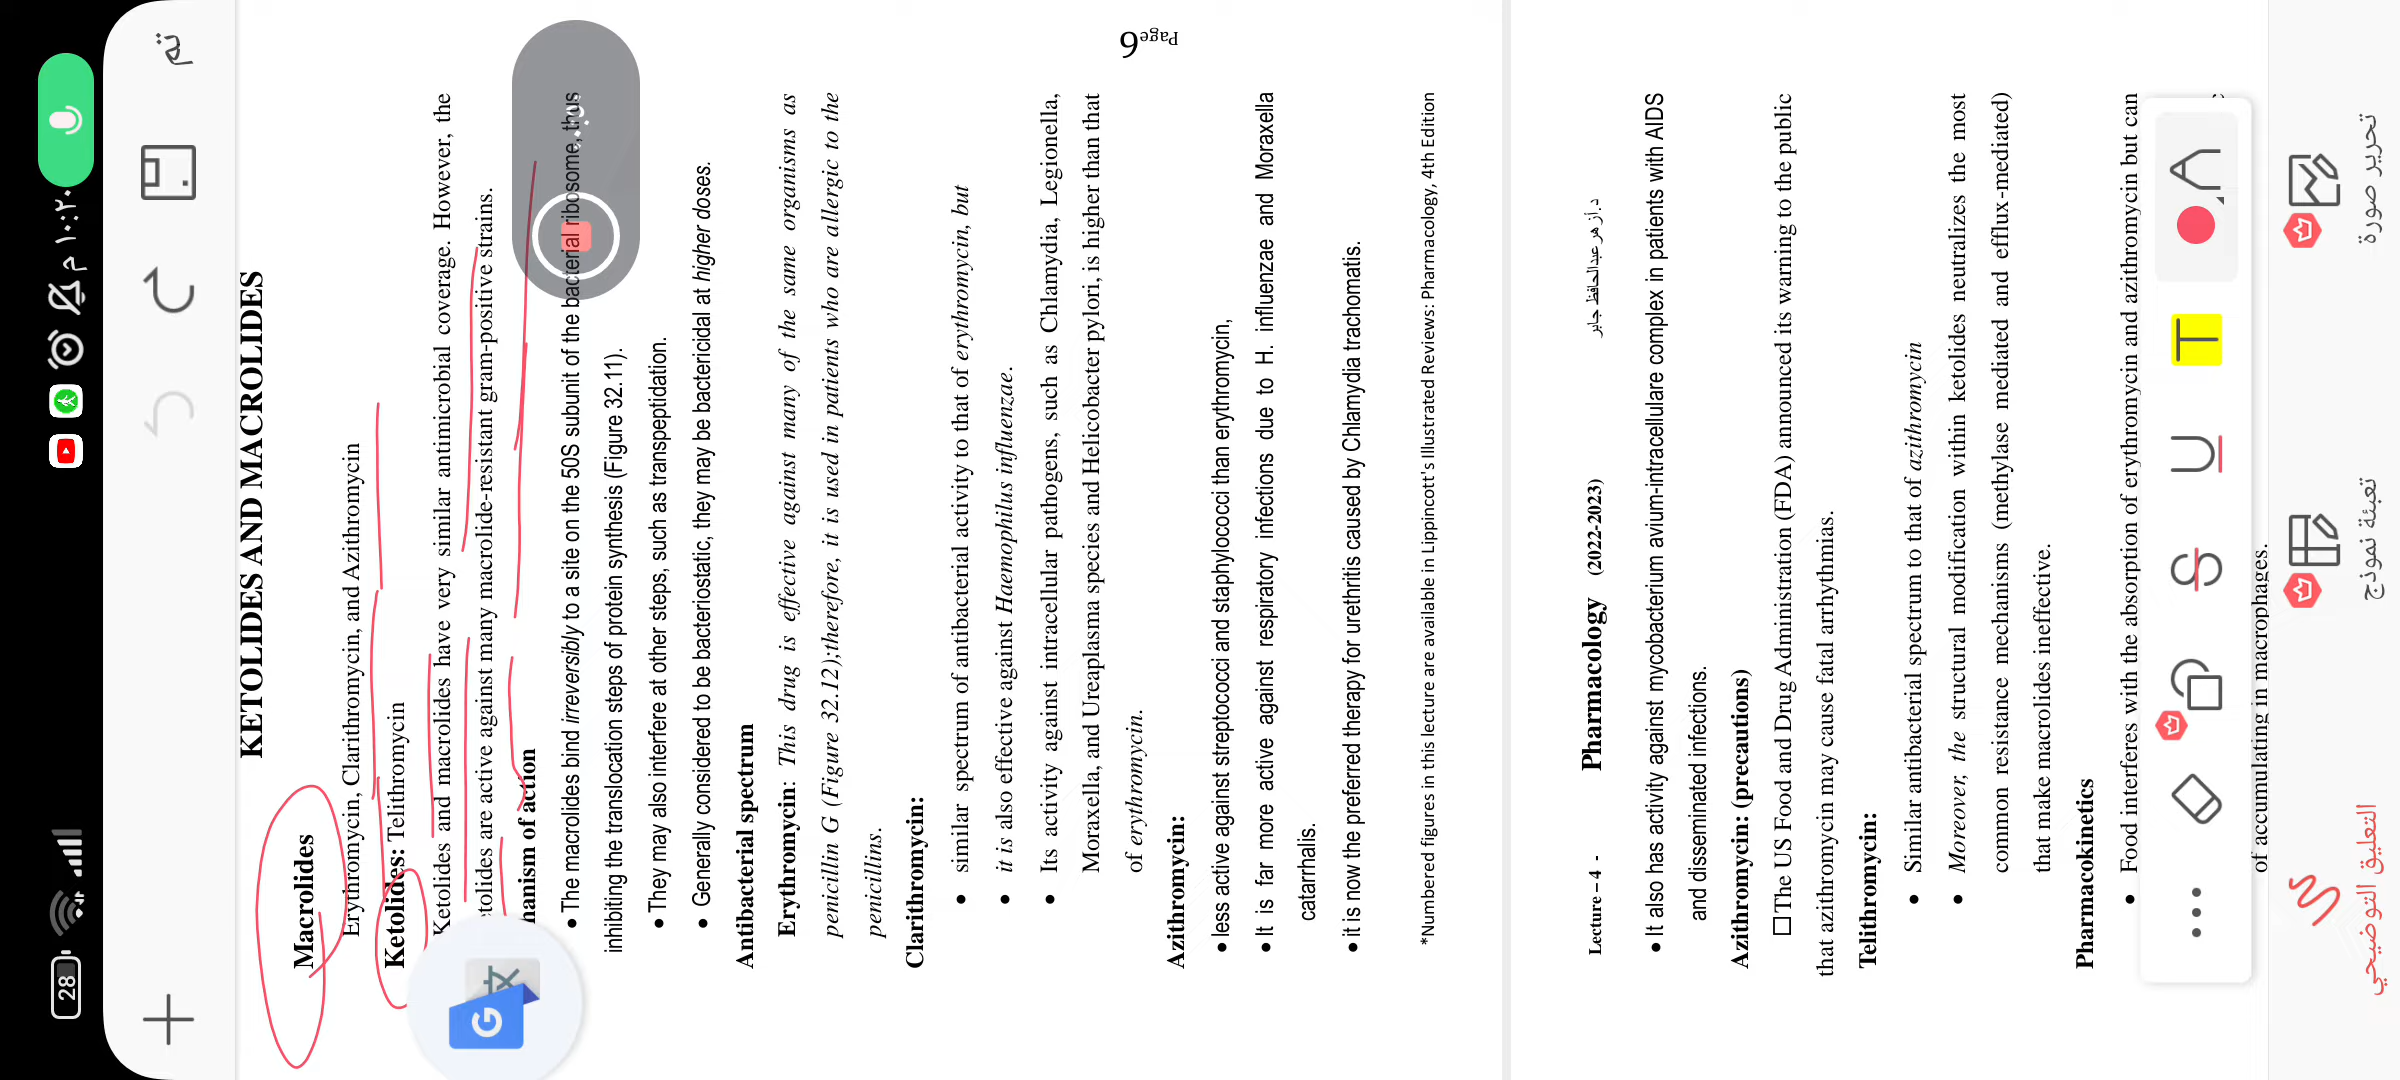 28
١٠:٢٠ م
تم
KETOLIDES AND MACROLIDES
Macrolides
Erythromycin, Clarithromycin, and Azithromycin
Ketolides: Telithromycin
Ketolides and macrolides have very similar antimicrobial coverage. However, the
tolides are active against many macrolide-resistant gram-positive strains.
hanism of action
• The macrolides bind irreversibly to a site on the 50S subunit of the bacterial ribosome, thus
inhibiting the translocation steps of protein synthesis (Figure 32.11).
• They may also interfere at other steps, such as transpeptidation.
• Generally considered to be bacteriostatic, they may be bactericidal at higher doses.
Antibacterial spectrum
Erythromycin: This drug is effective against many of the same organisms as
penicillin G (Figure 32.12);therefore, it is used in patients who are allergic to the
penicillins.
Clarithromycin:
• similar spectrum of antibacterial activity to that of erythromycin, but
• it is also effective against Haemophilus influenzae.
• Its activity against intracellular pathogens, such as Chlamydia, Legionella,
Moraxella, and Ureaplasma species and Helicobacter pylori, is higher than that
of erythromycin.
Azithromycin:
• less active against streptococci and staphylococci than erythromycin,
• It is far more active against respiratory infections due to H. influenzae and Moraxella
catarrhalis.
• it is now the preferred therapy for urethritis caused by Chlamydia trachomatis.
*Numbered figures in this lecture are available in Lippincott's Illustrated Reviews: Pharmacology, 4th Edition
Page 6
Lecture – 4 - Pharmacology (2022-2023) د.أزهر عبدالحافظ جابر
• It also has activity against mycobacterium avium-intracellulare complex in patients with AIDS
and disseminated infections.
Azithromycin: (precautions)
□ The US Food and Drug Administration (FDA) announced its warning to the public
that azithromycin may cause fatal arrhythmias.
Telithromycin:
• Similar antibacterial spectrum to that of azithromycin
• Moreover, the structural modification within ketolides neutralizes the most
common resistance mechanisms (methylase mediated and efflux-mediated)
that make macrolides ineffective.
Pharmacokinetics
• Food interferes with the absorption of erythromycin and azithromycin but can
of accumulating in macrophages.
التعليق التوضيحي
تعبئة نموذج
تحرير صورة